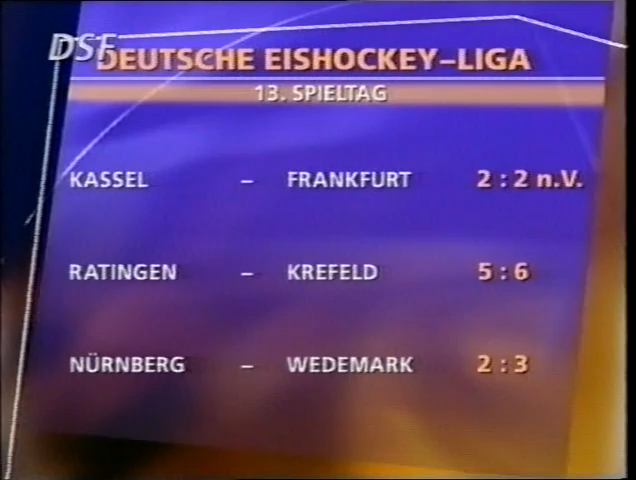 DSF
DEUTSCHE EISHOCKEY-LIGA
13. SPIELTAG
KASSEL – FRANKFURT 2 : 2 n.V.
RATINGEN – KREFELD 5 : 6
NÜRNBERG – WEDEMARK 2 : 3